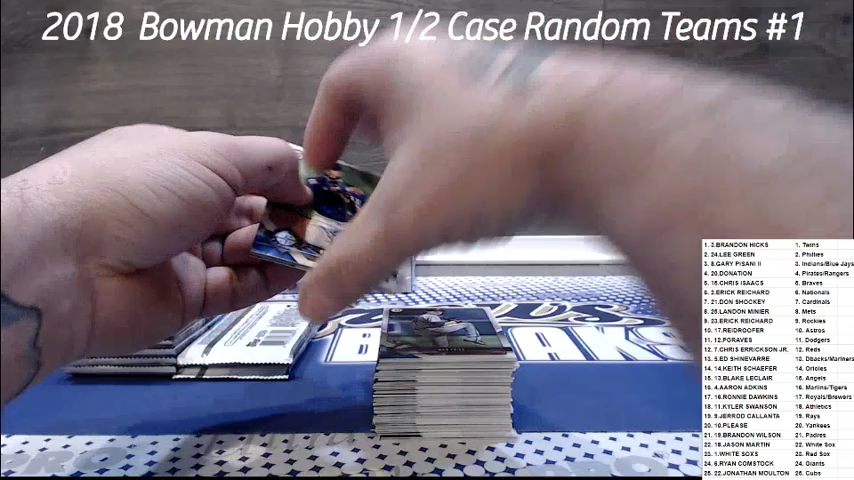 2018 Bowman Hobby 1/2 Case Random Teams #1
1. 3.BRANDON HICKS 1. Twins
2. 24.LEE GREEN 2. Phillies
3. 8.GARY PISANI II 3. Indians/Blue Jays
4. 20.DONATION 4. Pirates/Rangers
5. 15.CHRIS ISAACS 5. Braves
6. 2.ERICK REICHARD 6. Nationals
7. 21.DON SHOCKEY 7. Cardinals
8. 26.LANDON MINIER 8. Mets
9. 23.ERICK REICHARD 9. Rockies
10. 17.REIDROOFER 10. Astros
11. 12.PGRAVES 11. Dodgers
12. 7.CHRIS ERRICKSON JR. 12. Reds
13. 5.ED SHINEVARRE 13. Dbacks/Mariners
14. 14.KEITH SCHAEFER 14. Orioles
15. 13.BLAKE LECLAIR 15. Angels
16. 4.AARON ADKINS 16. Marlins/Tigers
17. 16.RONNIE DAWKINS 17. Royals/Brewers
18. 11.KYLER SWANSON 18. Athletics
19. 9.JERROD CALLANTA 19. Rays
20. 10.PLEASE 20. Yankees
21. 19.BRANDON WILSON 21. Padres
22. 18.JASON MARTIN 22. White Sox
23. 1.WHITE SOXS 23. Red Sox
24. 6.RYAN COMSTOCK 24. Giants
25. 22.JONATHAN MOULTON 26. Cubs